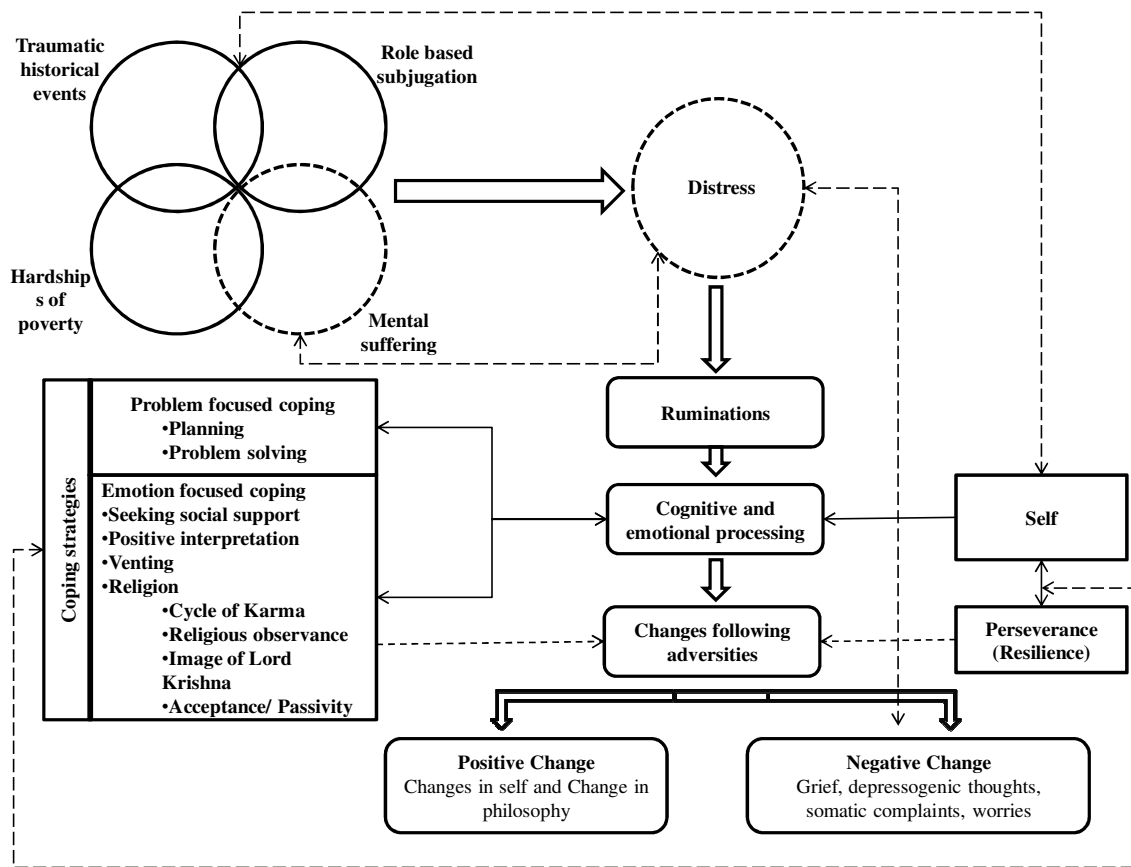 Traumatic
historical
events
Role based
subjugation
Distress
Hardship
s of
poverty
Mental
suffering
Coping strategies
Problem focused coping
•Planning
•Problem solving
Emotion focused coping
•Seeking social support
•Positive interpretation
•Venting
•Religion
•Cycle of Karma
•Religious observance
•Image of Lord
Krishna
•Acceptance/ Passivity
Ruminations
Cognitive and
emotional processing
Self
Changes following
adversities
Perseverance
(Resilience)
Positive Change
Changes in self and Change in
philosophy
Negative Change
Grief, depressogenic thoughts,
somatic complaints, worries